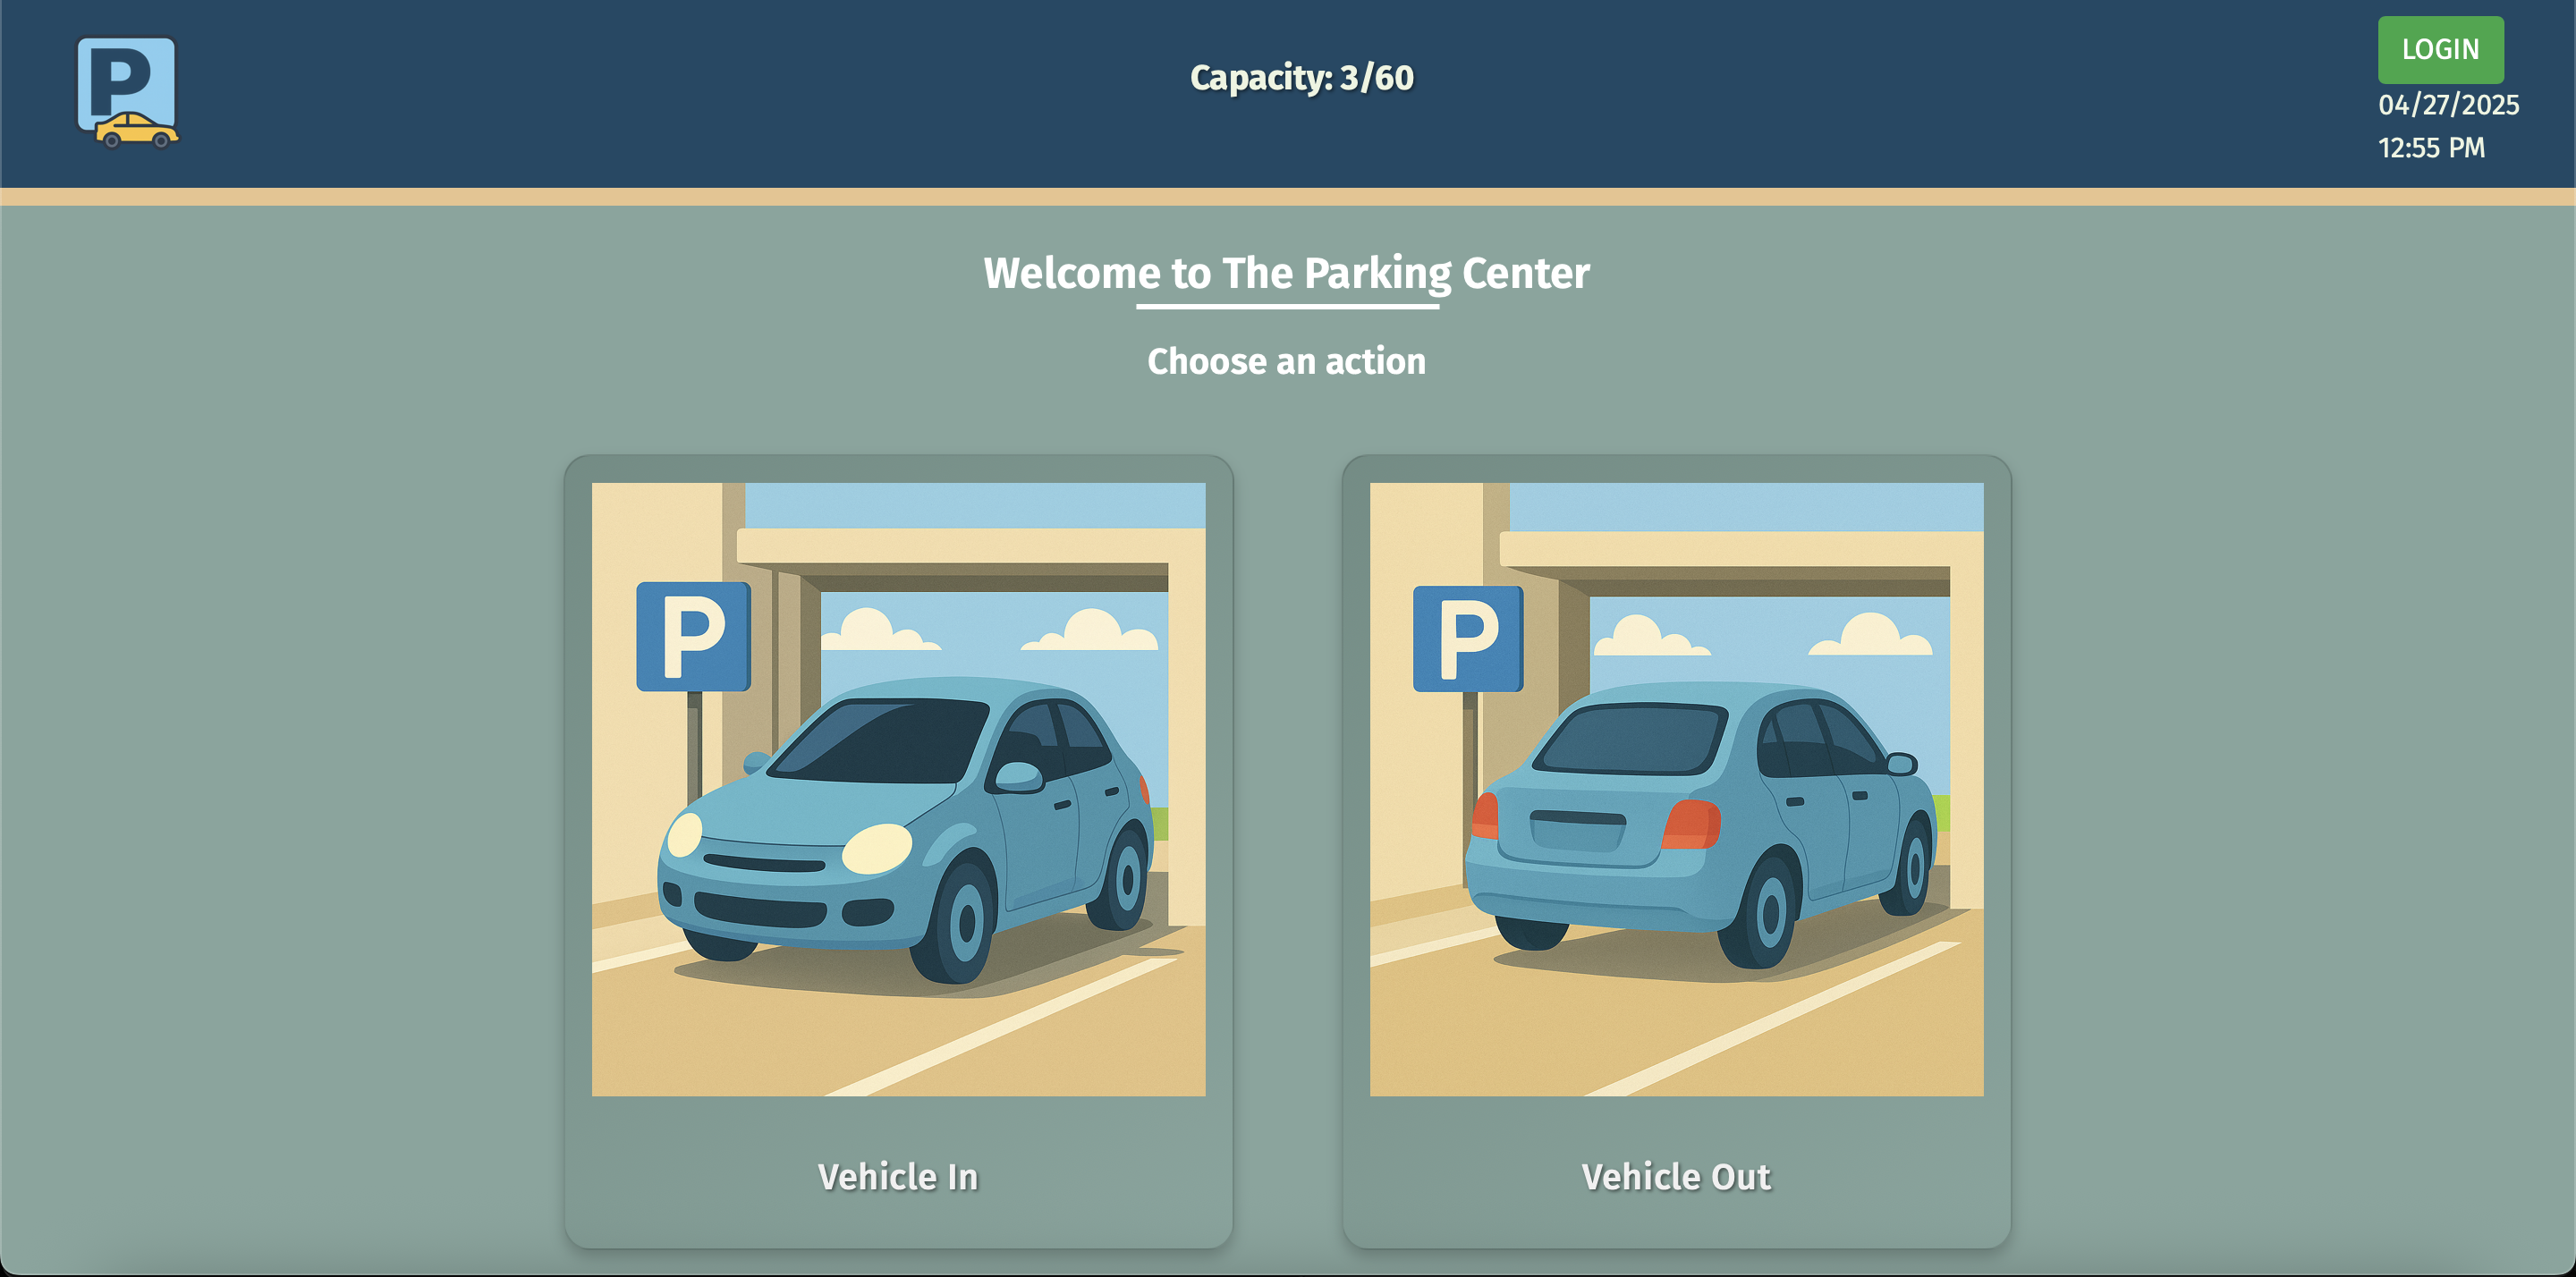 P
Capacity: 3/60
LOGIN
04/27/2025
12:55 PM
Welcome to The Parking Center
Choose an action
P
P
Vehicle In
Vehicle Out